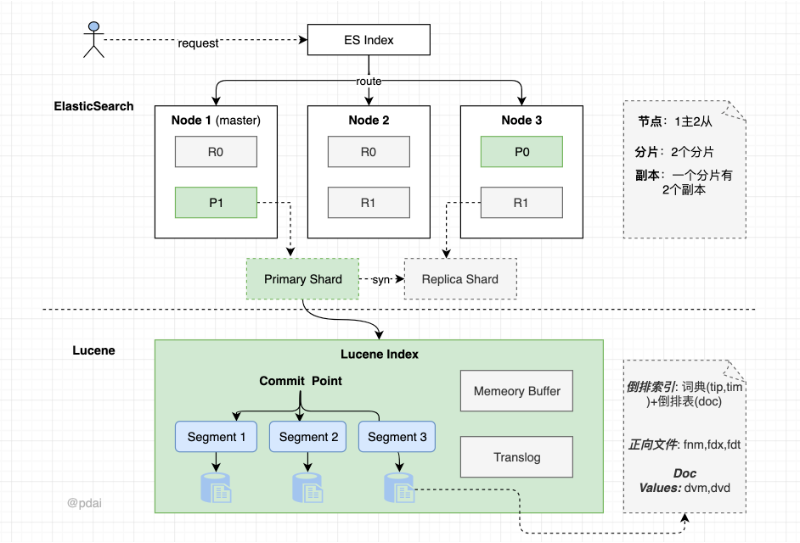 request
ES Index
route
ElasticSearch
Node 1 (master)
R0
P1
Node 2
R0
R1
Node 3
P0
R1
节点：1主2从
分片：2个分片
副本：一个分片有
2个副本
Primary Shard
syn
Replica Shard
Lucene
Lucene Index
Commit Point
Segment 1
Segment 2
Segment 3
Memeory Buffer
Translog
倒排索引: 词典(tip,tim
)+倒排表(doc)
正向文件: fnm,fdx,fdt
Doc
Values: dvm,dvd
@pdai